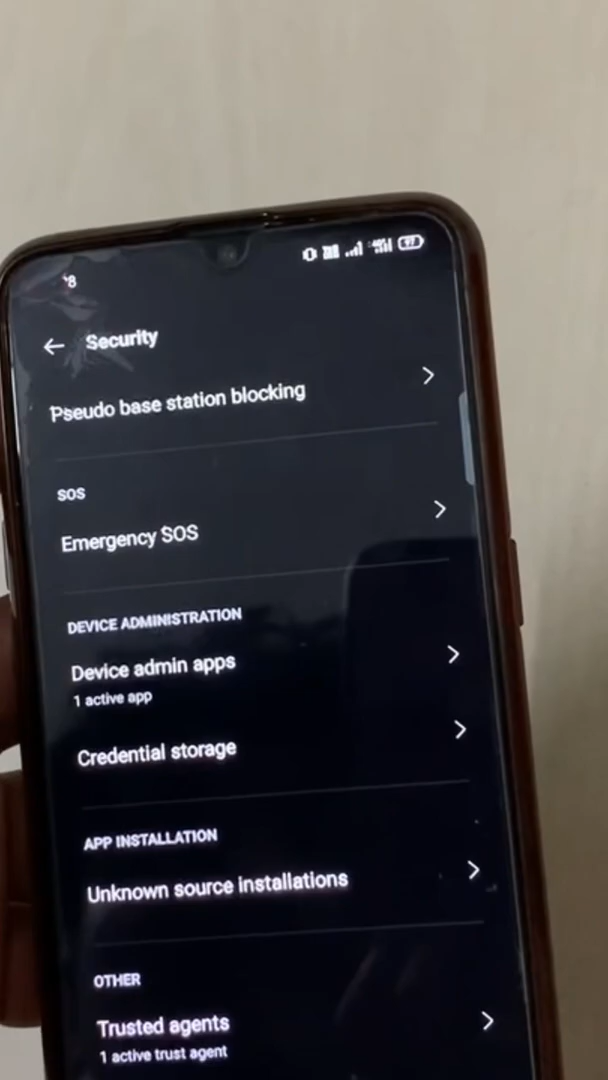 Security
Pseudo base station blocking
SOS
Emergency SOS
DEVICE ADMINISTRATION
Device admin apps
1 active app
Credential storage
APP INSTALLATION
Unknown source installations
OTHER
Trusted agents
1 active trust agent